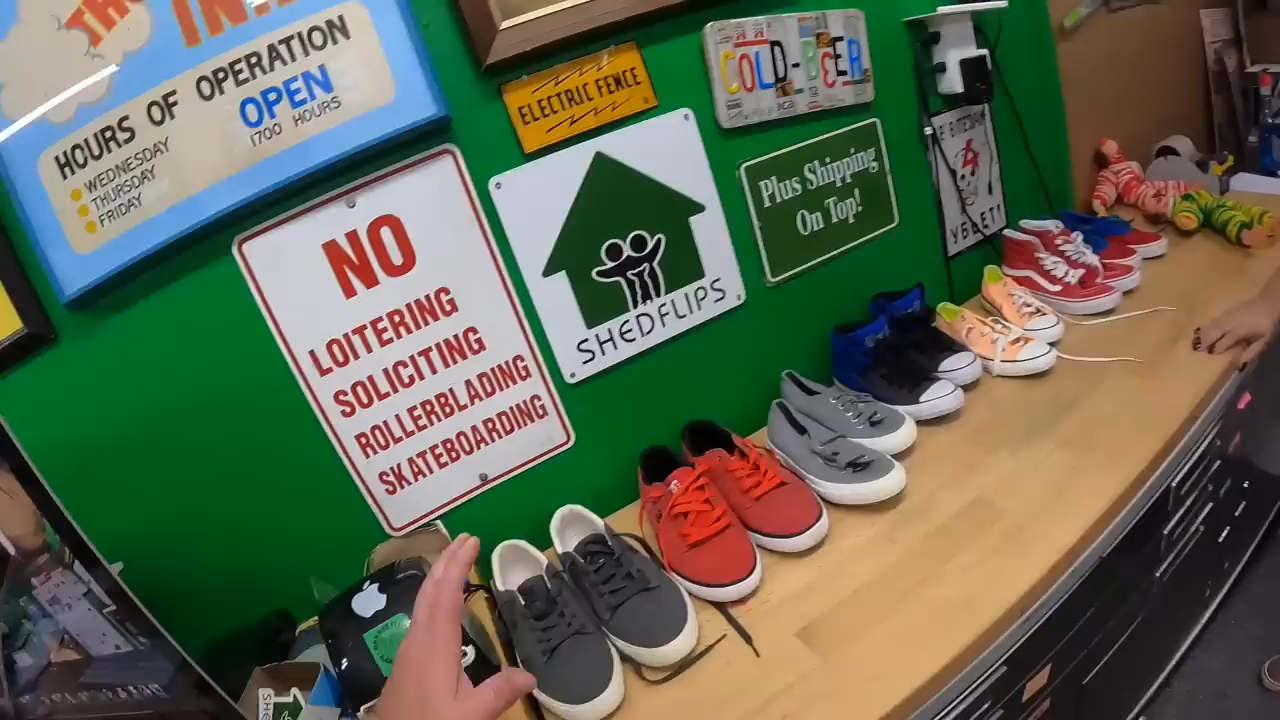 HOURS OF OPERATION
WEDNESDAY
THURSDAY
FRIDAY
OPEN
1700 HOURS
ELECTRIC FENCE
COLD-BEER
NO
LOITERING
SOLICITING
ROLLERBLADING
SKATEBOARDING
SHEDFLIPS
Plus Shipping
On Top!